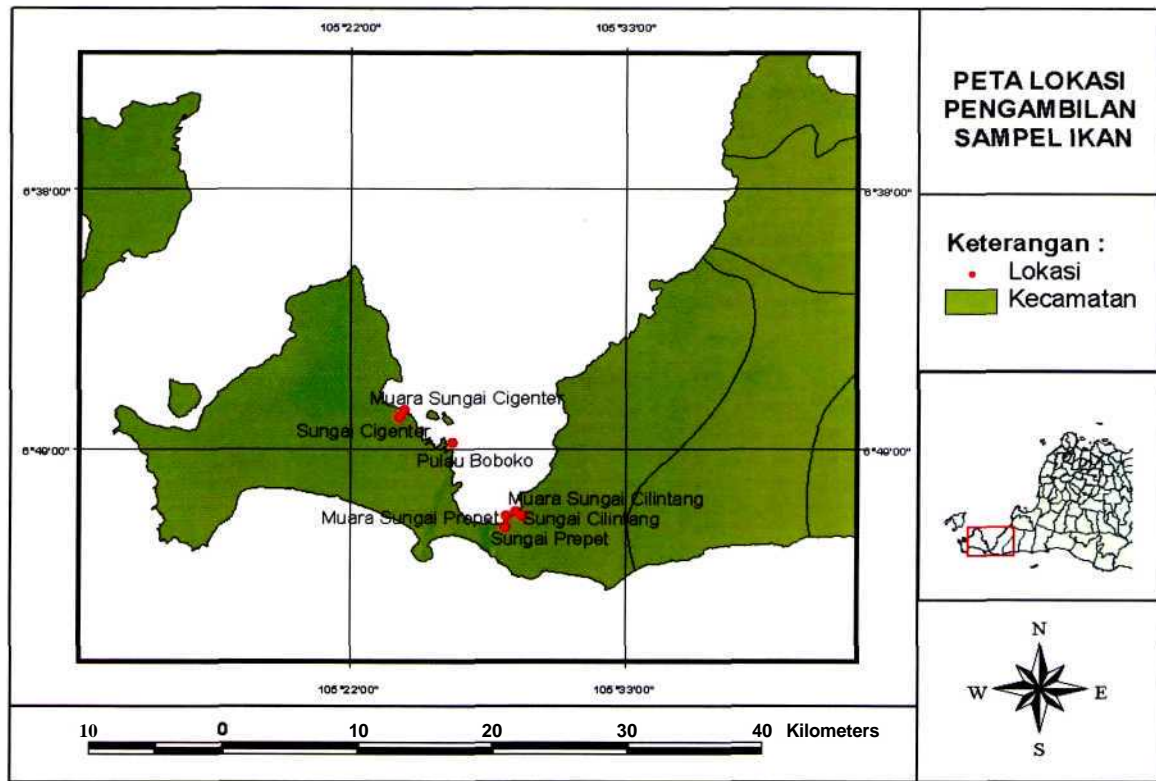 105°22'00"
105°33'00"
6°38'00"
6°38'00"
Muara Sungai Cigenter
Sungai Cigenter
6°49'00"
6°49'00"
Pulau Boboko
Muara Sungai Cilintang
Muara Sungai Prepet
Sungai Cilintang
Sungai Prepet
105°22'00"
105°33'00"
10 0 10 20 30 40 Kilometers
PETA LOKASI
PENGAMBILAN
SAMPEL IKAN
Keterangan :
Lokasi
Kecamatan
N
W E
S